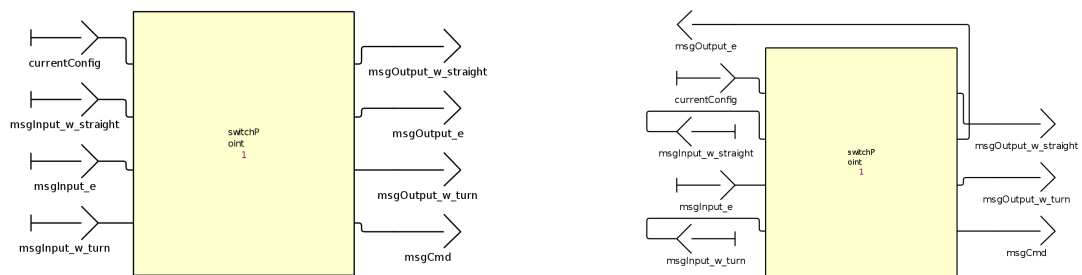 currentConfig
msgInput_w_straight
msgInput_e
msgInput_w_turn
switchP
oint
1
msgOutput_w_straight
msgOutput_e
msgOutput_w_turn
msgCmd
msgOutput_e
currentConfig
msgInput_w_straight
msgInput_e
msgInput_w_turn
switchP
oint
1
msgOutput_w_straight
msgOutput_w_turn
msgCmd